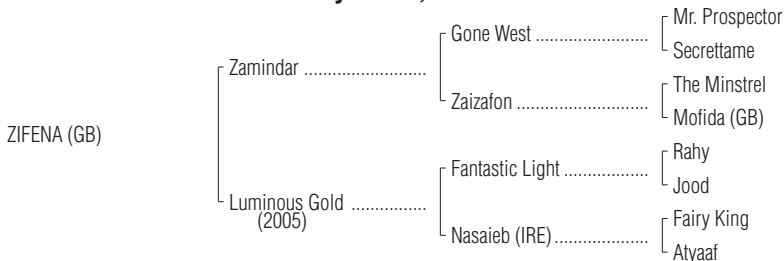 Gone West ............................
Mr. Prospector
Secrettame
Zamindar ..............................
Zaizafon ................................
The Minstrel
Mofida (GB)
ZIFENA (GB)
Fantastic Light .....................
Rahy
Jood
Luminous Gold ..................
(2005)
Nasaieb (IRE).......................
Fairy King
Atyaaf